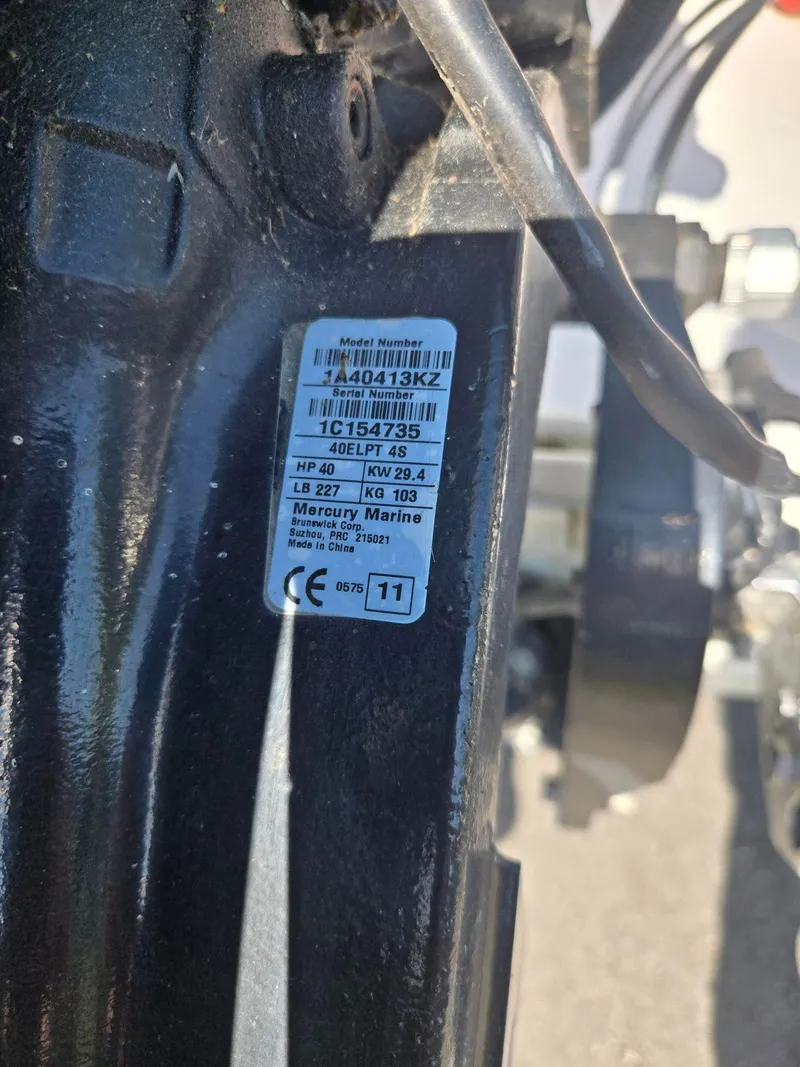 Model Number
1A40413KZ
Serial Number
1C154735
40ELPT 4S
HP 40 KW 29.4
LB 227 KG 103
Mercury Marine
Brunswick Corp.
Suzhou, PRC 215021
Made in China
CE 0575 11